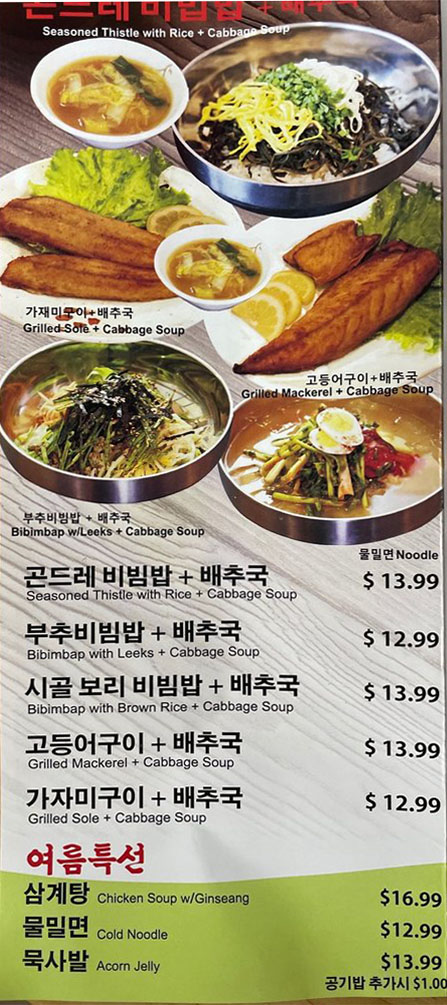 곤드레 비빔밥 + 배추국
Seasoned Thistle with Rice + Cabbage Soup
가재미구이+배추국
Grilled Sole + Cabbage Soup
고등어구이+배추국
Grilled Mackerel + Cabbage Soup
부추비빔밥 + 배추국
Bibimbap w/Leeks + Cabbage Soup
물밀면 Noodle
곤드레 비빔밥 + 배추국 $ 13.99
Seasoned Thistle with Rice + Cabbage Soup
부추비빔밥 + 배추국 $ 12.99
Bibimbap with Leeks + Cabbage Soup
시골 보리 비빔밥 + 배추국 $ 13.99
Bibimbap with Brown Rice + Cabbage Soup
고등어구이 + 배추국 $ 13.99
Grilled Mackerel + Cabbage Soup
가자미구이 + 배추국 $ 12.99
Grilled Sole + Cabbage Soup
여름특선
삼계탕 Chicken Soup w/Ginseang $16.99
물밀면 Cold Noodle $12.99
묵사발 Acorn Jelly $13.99
공기밥 추가시 $1.00